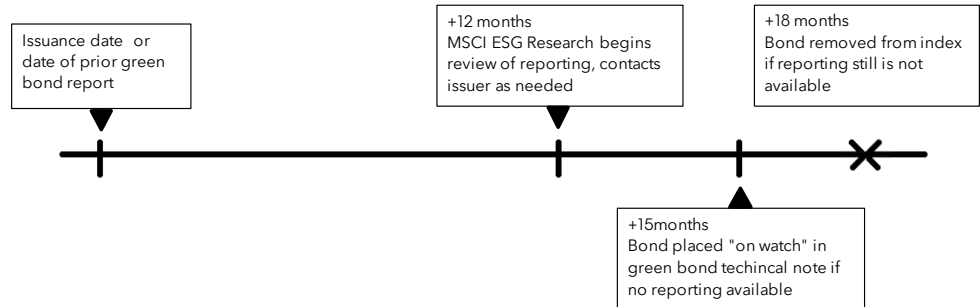 Issuance date or
date of prior green
bond report
+12 months
MSCI ESG Research begins
review of reporting, contacts
issuer as needed
+18 months
Bond removed from index
if reporting still is not
available
+15months
Bond placed "on watch" in
green bond techincal note if
no reporting available